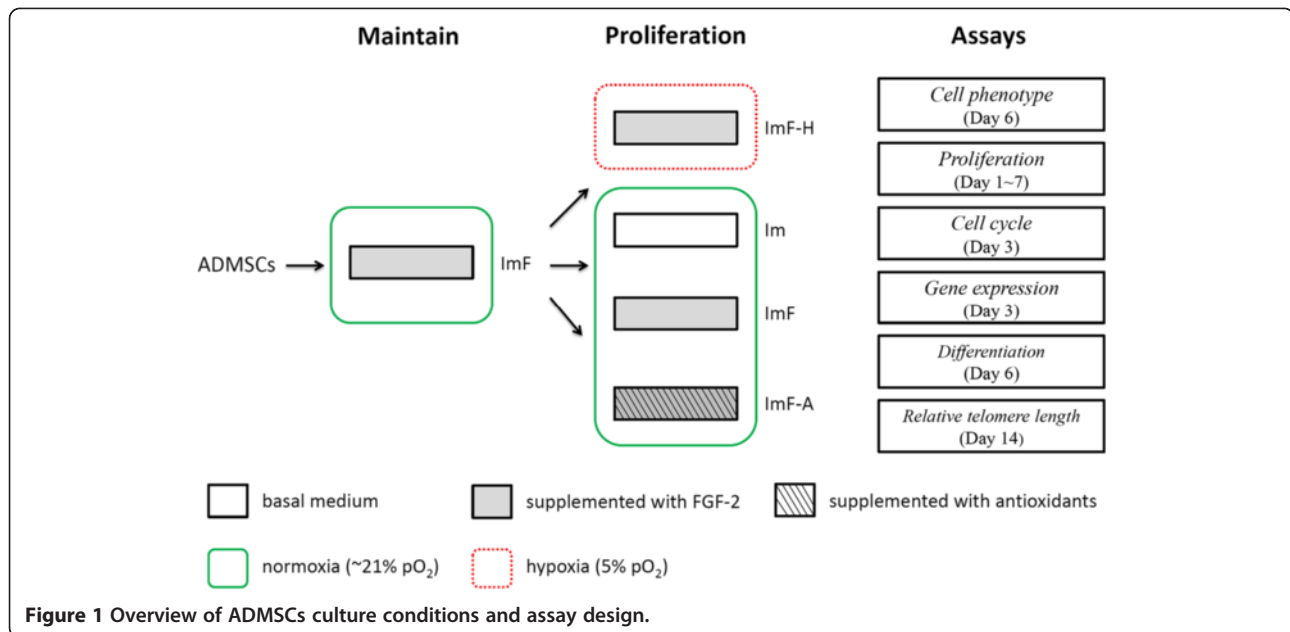 Maintain
Proliferation
Assays
ADMSCs
ImF
ImF-H
Im
ImF
ImF-A
Cell phenotype
(Day 6)
Proliferation
(Day 1~7)
Cell cycle
(Day 3)
Gene expression
(Day 3)
Differentiation
(Day 6)
Relative telomere length
(Day 14)
basal medium
supplemented with FGF-2
supplemented with antioxidants
normoxia (~21% pO₂)
hypoxia (5% pO₂)
Figure 1 Overview of ADMSCs culture conditions and assay design.